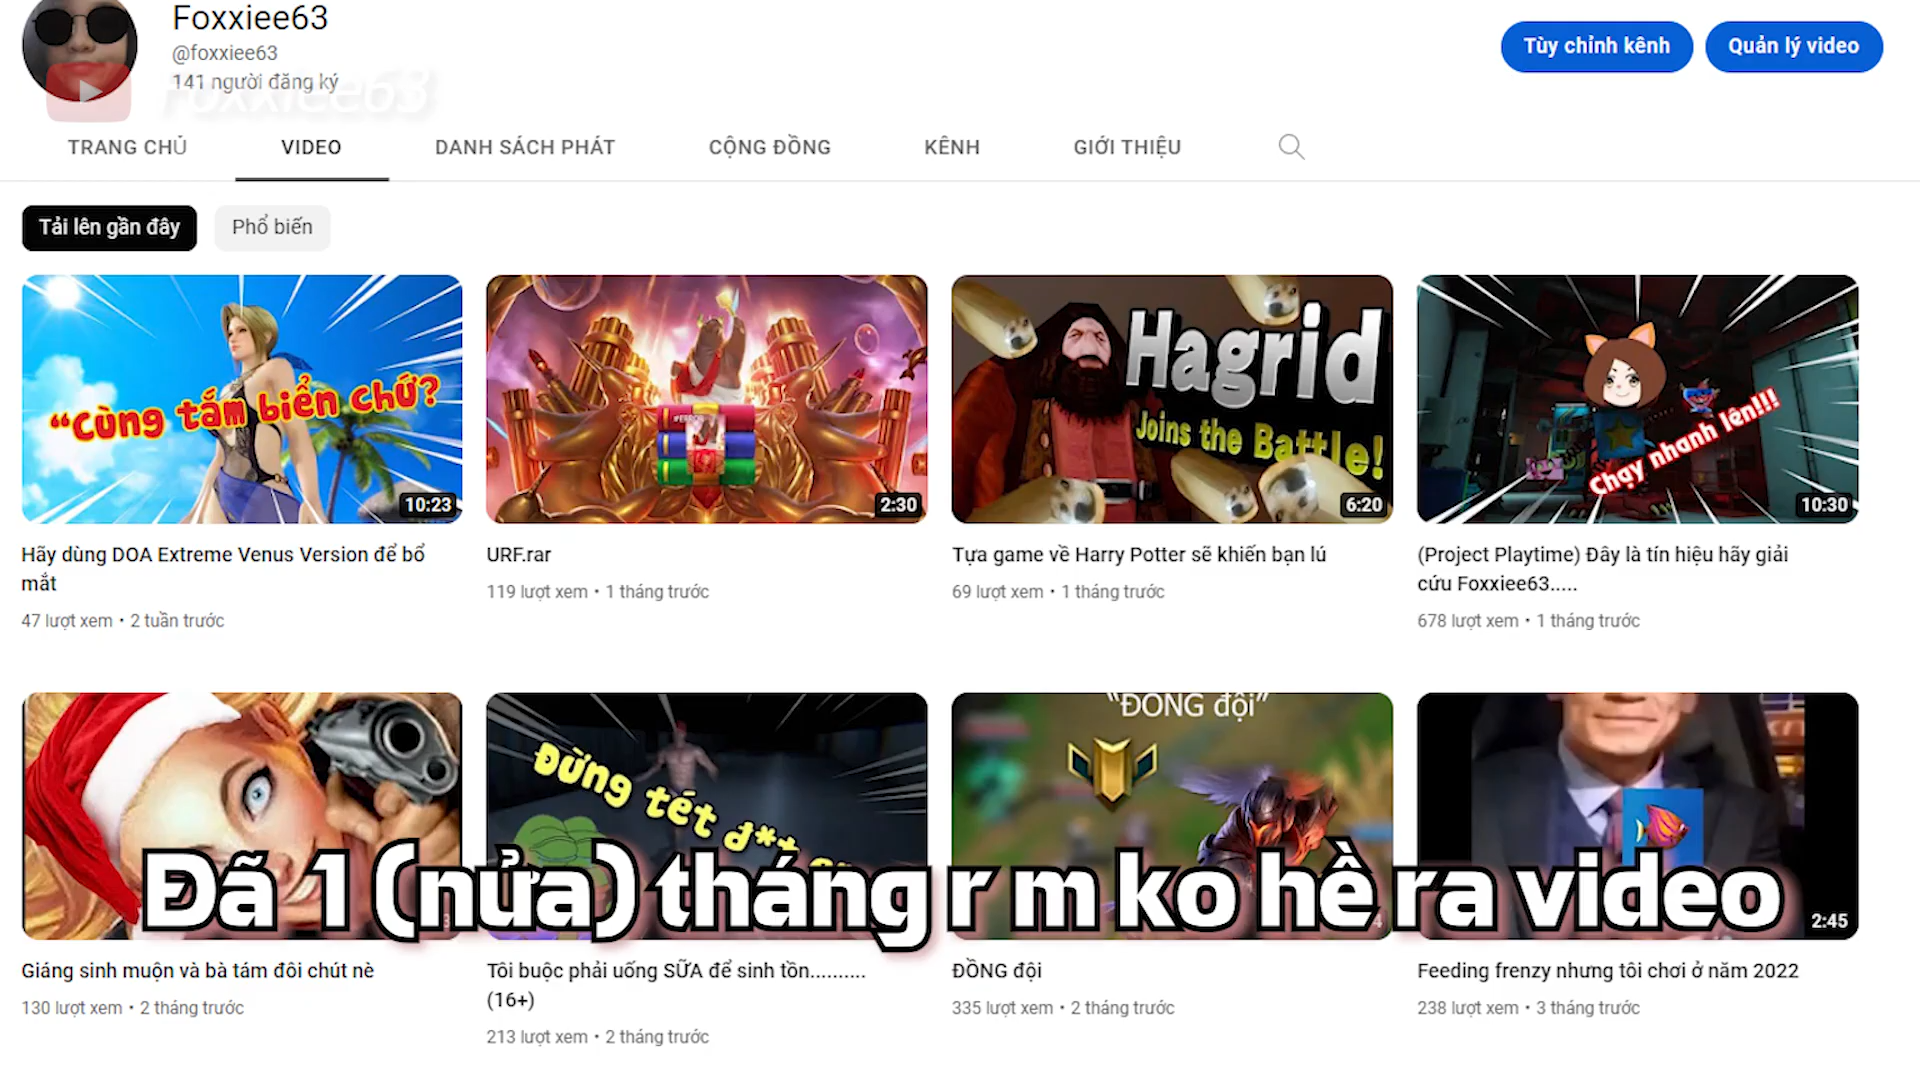 Foxxiee63
@foxxiee63
141 người đăng ký
Foxxiee63
Tùy chỉnh kênh
Quản lý video
TRANG CHỦ
VIDEO
DANH SÁCH PHÁT
CỘNG ĐỒNG
KÊNH
GIỚI THIỆU
Tải lên gần đây
Phổ biến
"Cùng tắm biển chứ?
10:23
2:30
Hagrid
Joins the Battle!
6:20
Chạy nhanh lên!!!
10:30
Hãy dùng DOA Extreme Venus Version để bổ
mắt
47 lượt xem • 2 tuần trước
URF.rar
119 lượt xem • 1 tháng trước
Tựa game về Harry Potter sẽ khiến bạn lú
69 lượt xem • 1 tháng trước
(Project Playtime) Đây là tín hiệu hãy giải
cứu Foxxiee63.....
678 lượt xem • 1 tháng trước
Đừng tét đ**
"ĐỒNG đội"
Đã 1 (nửa) tháng r m ko hề ra video
2:45
Giáng sinh muộn và bà tám đôi chút nè
130 lượt xem • 2 tháng trước
Tôi buộc phải uống SỮA để sinh tồn..........
(16+)
213 lượt xem • 2 tháng trước
ĐỒNG đội
335 lượt xem • 2 tháng trước
Feeding frenzy nhưng tôi chơi ở năm 2022
238 lượt xem • 3 tháng trước